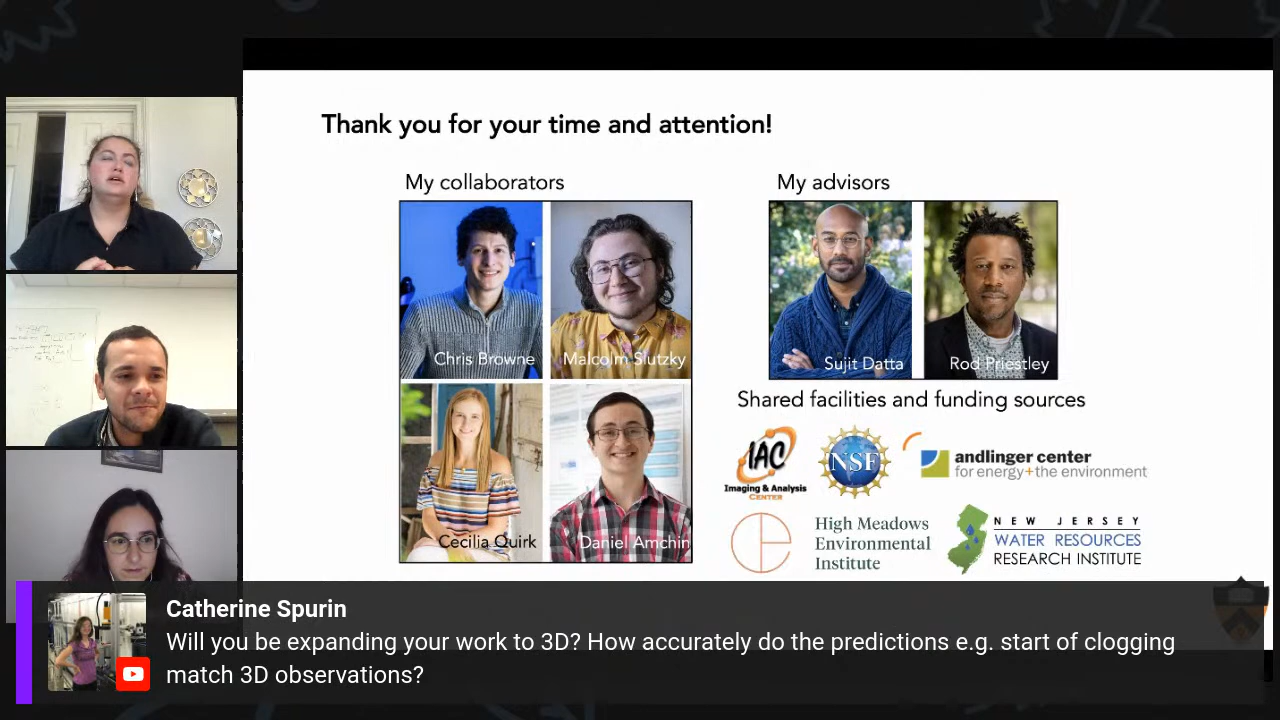 Thank you for your time and attention!
My collaborators
My advisors
Chris Browne
Malcolm Slutzky
Sujit Datta
Rod Priestley
Cecilia Quirk
Daniel Amchin
Shared facilities and funding sources
IAC
Imaging & Analysis
CENTER
NSF
andlinger center
for energy+the environment
High Meadows
Environmental
Institute
NEW JERSEY
WATER RESOURCES
RESEARCH INSTITUTE
Catherine Spurin
Will you be expanding your work to 3D? How accurately do the predictions e.g. start of clogging
match 3D observations?